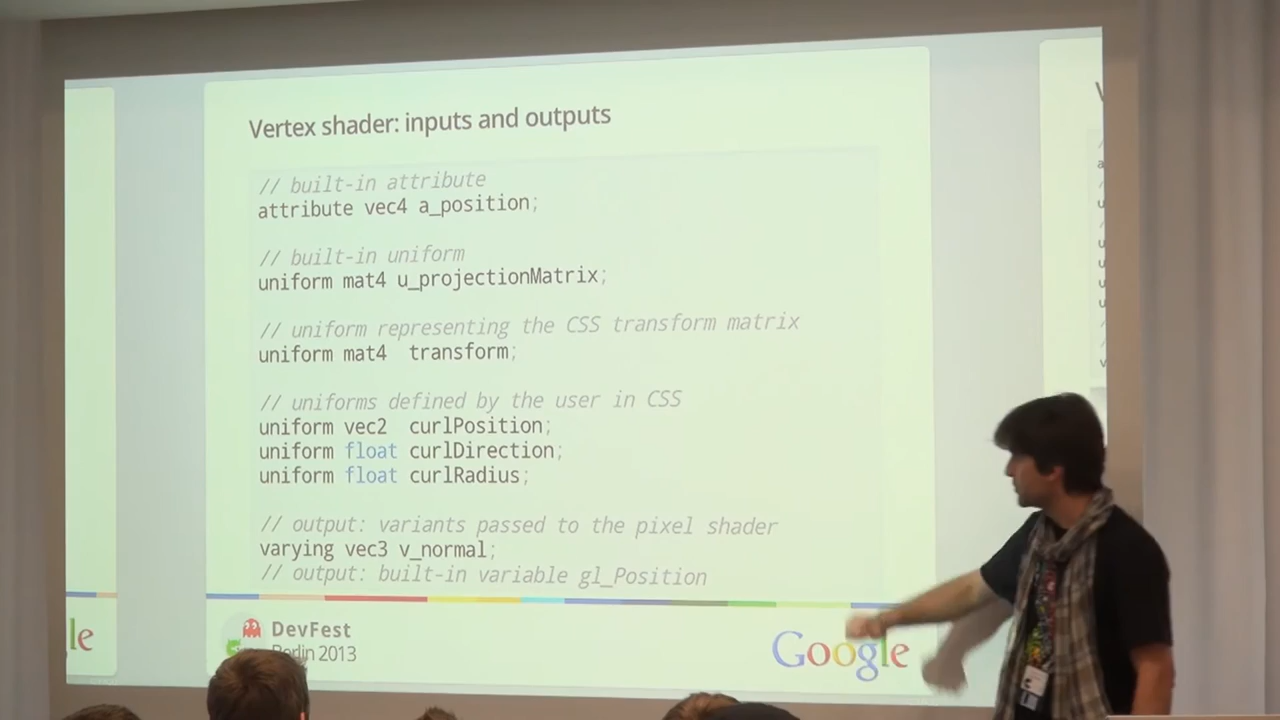 Vertex shader: inputs and outputs
// built-in attribute
attribute vec4 a_position;
// built-in uniform
uniform mat4 u_projectionMatrix;
// uniform representing the CSS transform matrix
uniform mat4 transform;
// uniforms defined by the user in CSS
uniform vec2 curlPosition;
uniform float curlDirection;
uniform float curlRadius;
// output: variants passed to the pixel shader
varying vec3 v_normal;
// output: built-in variable gl_Position
le
DevFest
Berlin 2013
Google